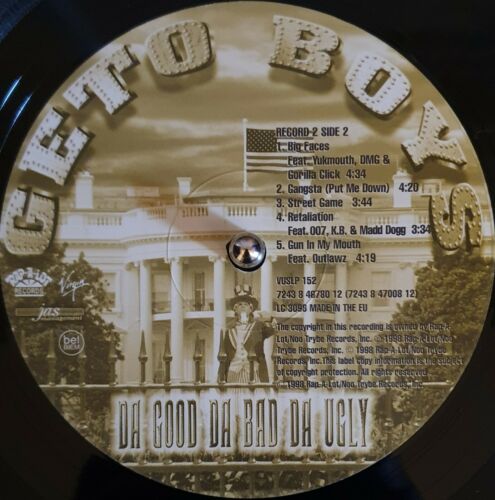 GETO BOYS
RECORD 2 SIDE 2
1. Big Faces
Feat. Yukmouth, DMG &
Gorilla Click 4:34
2. Gangsta (Put Me Down) 4:20
3. Street Game 3:44
4. Retaliation
Feat. 007, K.B. & Madd Dogg 3:34
5. Gun In My Mouth
Feat. Outlawz 4:19
VUSLP 152
7243 8 46780 12 (7243 8 47008 12)
LC 3098 MADE IN THE EU
The copyright in this recording is owned by Rap-A-
Lot/Noo Trybe Records, Inc. ℗ 1998 Rap-A-Lot/Noo
Trybe Records, Inc. © 1998 Rap-A-Lot/Noo Trybe
Records, Inc. This label copy information is the subject
of copyright protection. All rights reserved.
© 1998 Rap-A-Lot/Noo Trybe Records, Inc.
RAP-A-LOT
RECORDS
Virgin
jas
bel
BIEM
DA GOOD DA BAD DA UGLY